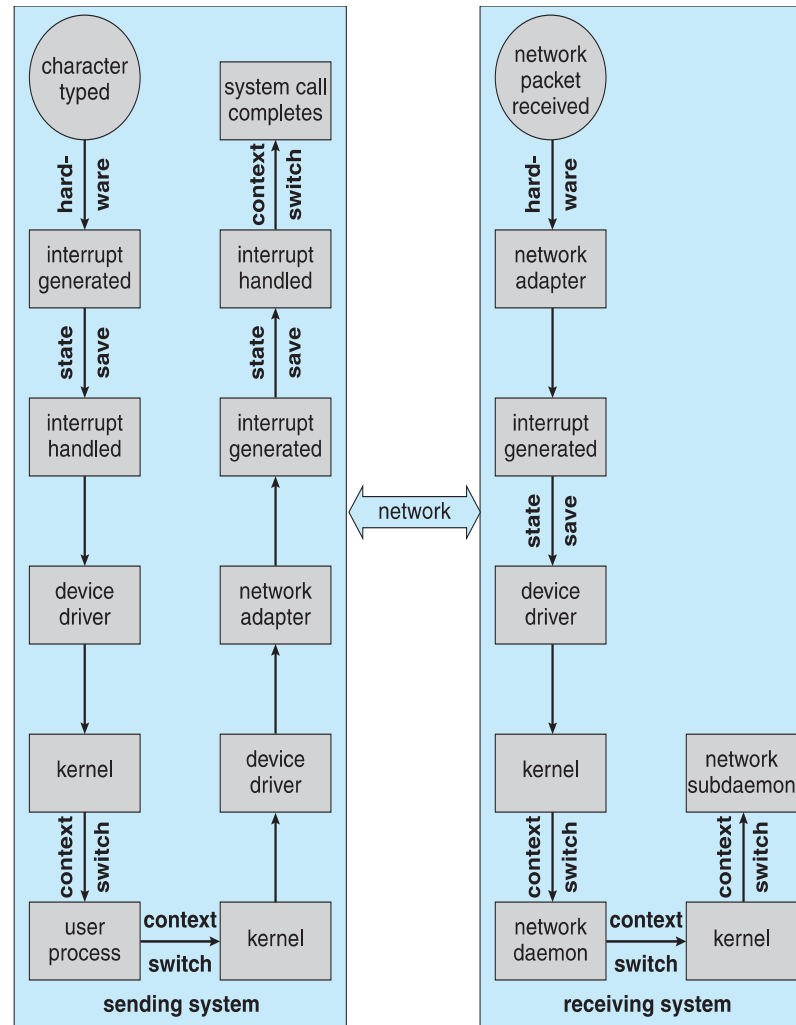 character
typed
hard-
ware
interrupt
generated
state
save
interrupt
handled
device
driver
kernel
context
switch
user
process
context
switch
kernel
device
driver
network
adapter
interrupt
generated
state
save
interrupt
handled
context
switch
system call
completes
sending system
network
network
packet
received
hard-
ware
network
adapter
interrupt
generated
state
save
device
driver
kernel
context
switch
network
daemon
context
switch
kernel
context
switch
network
subdaemon
receiving system